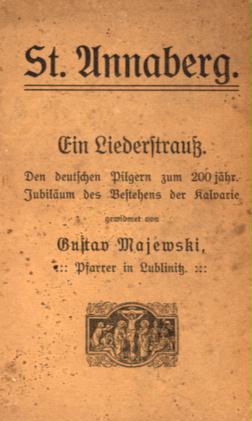 St. Annaberg.
Ein Liederstrauß.
Den deutschen Pilgern zum 200 jähr.
Jubiläum des Bestehens der Kalvarie
gewidmet von
Gustav Majewski,
::: Pfarrer in Lublinitz. :::